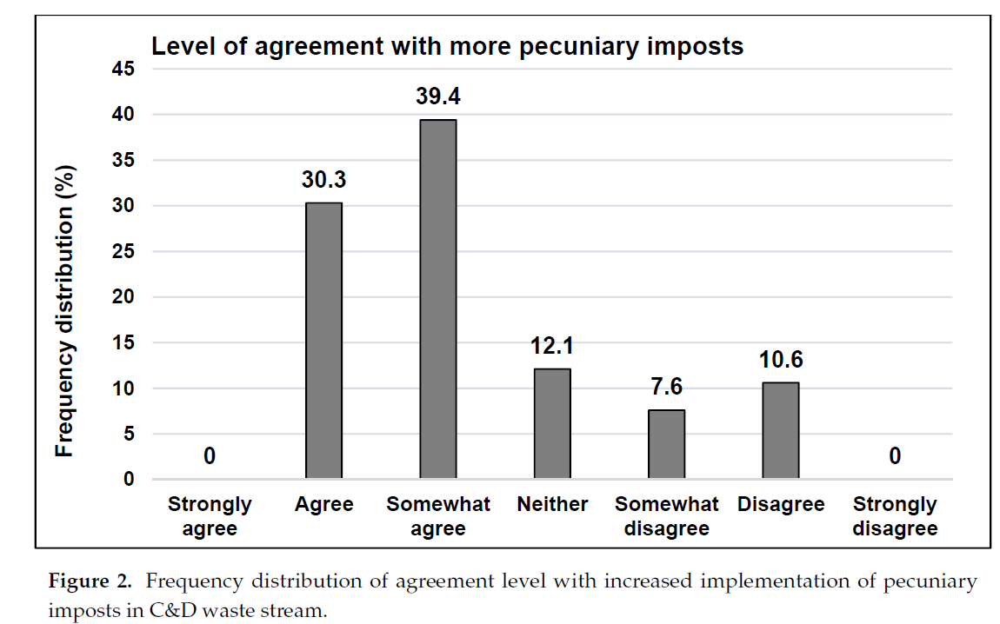 Level of agreement with more pecuniary imposts
Frequency distribution (%)
45
40
35
30
25
20
15
10
5
0
0
30.3
39.4
12.1
7.6
10.6
0
Strongly agree
Agree
Somewhat agree
Neither
Somewhat disagree
Disagree
Strongly disagree
Figure 2. Frequency distribution of agreement level with increased implementation of pecuniary
imposts in C&D waste stream.